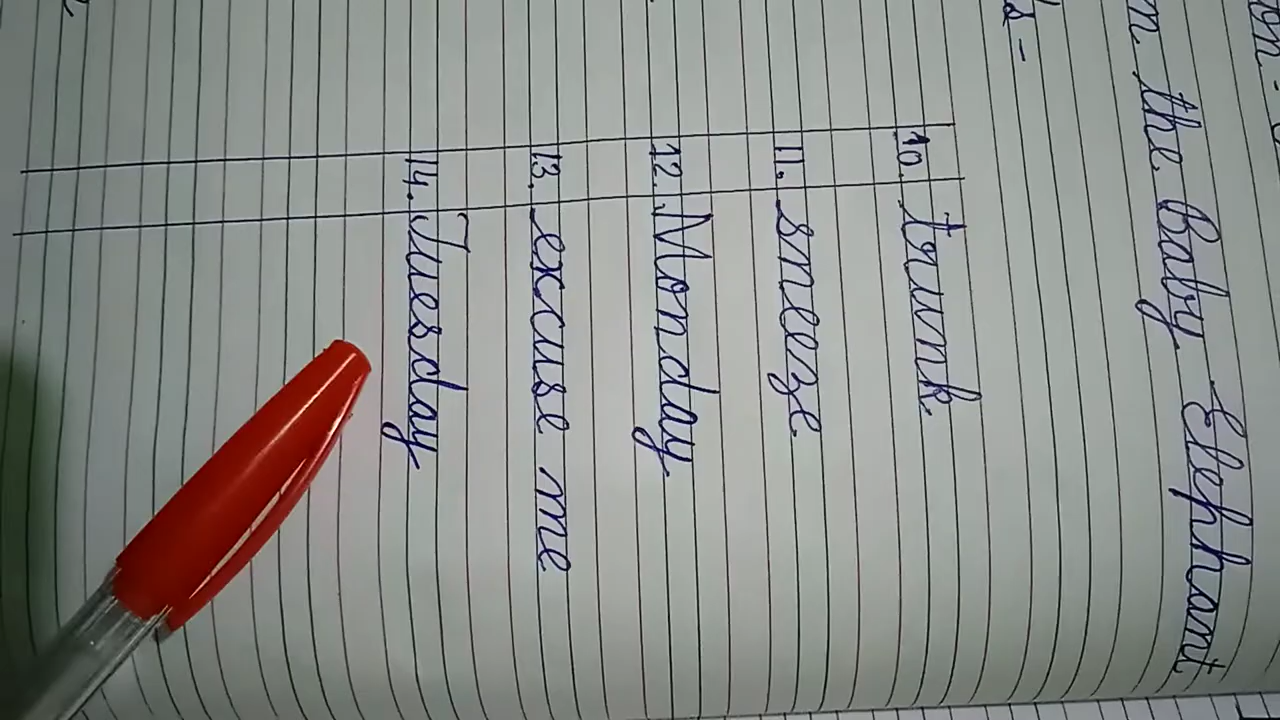 the Baby Elephant
10. trunk
11. sneeze
12. Monday
13. excuse me
14. Tuesday